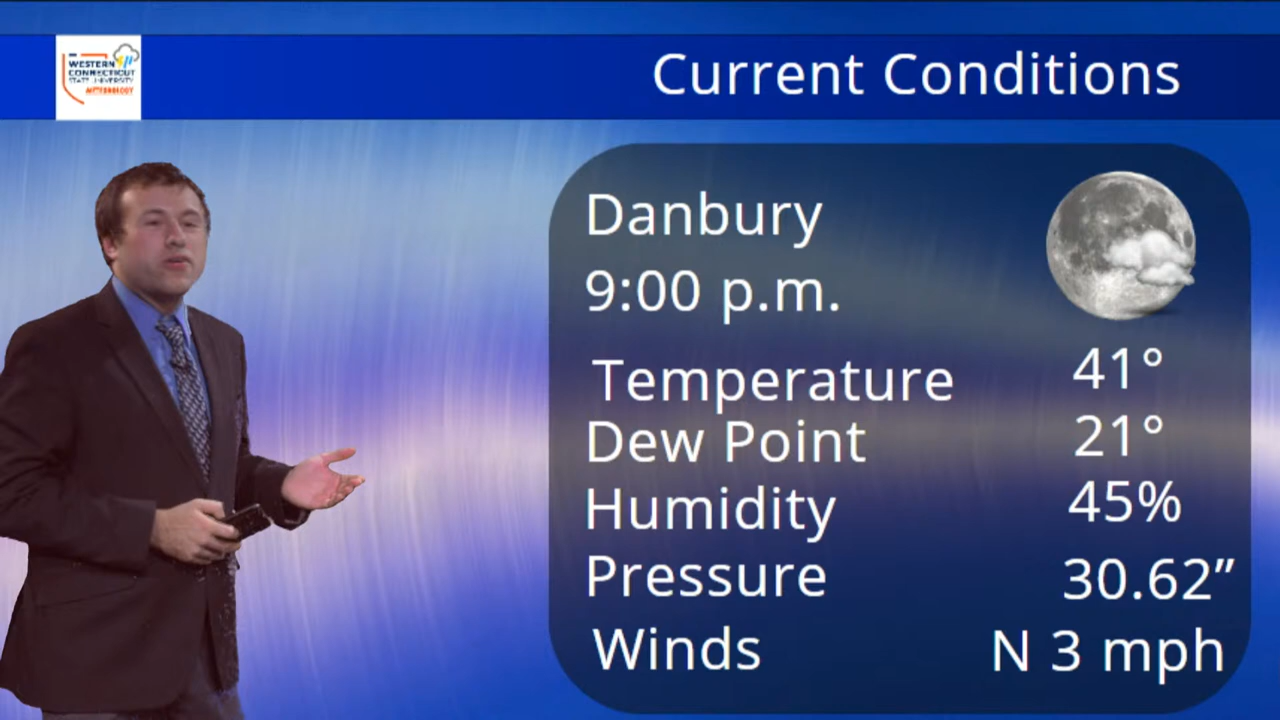 WESTERN
CONNECTICUT
STATE UNIVERSITY
METEOROLOGY
Current Conditions
Danbury
9:00 p.m.
Temperature 41°
Dew Point 21°
Humidity 45%
Pressure 30.62”
Winds N 3 mph